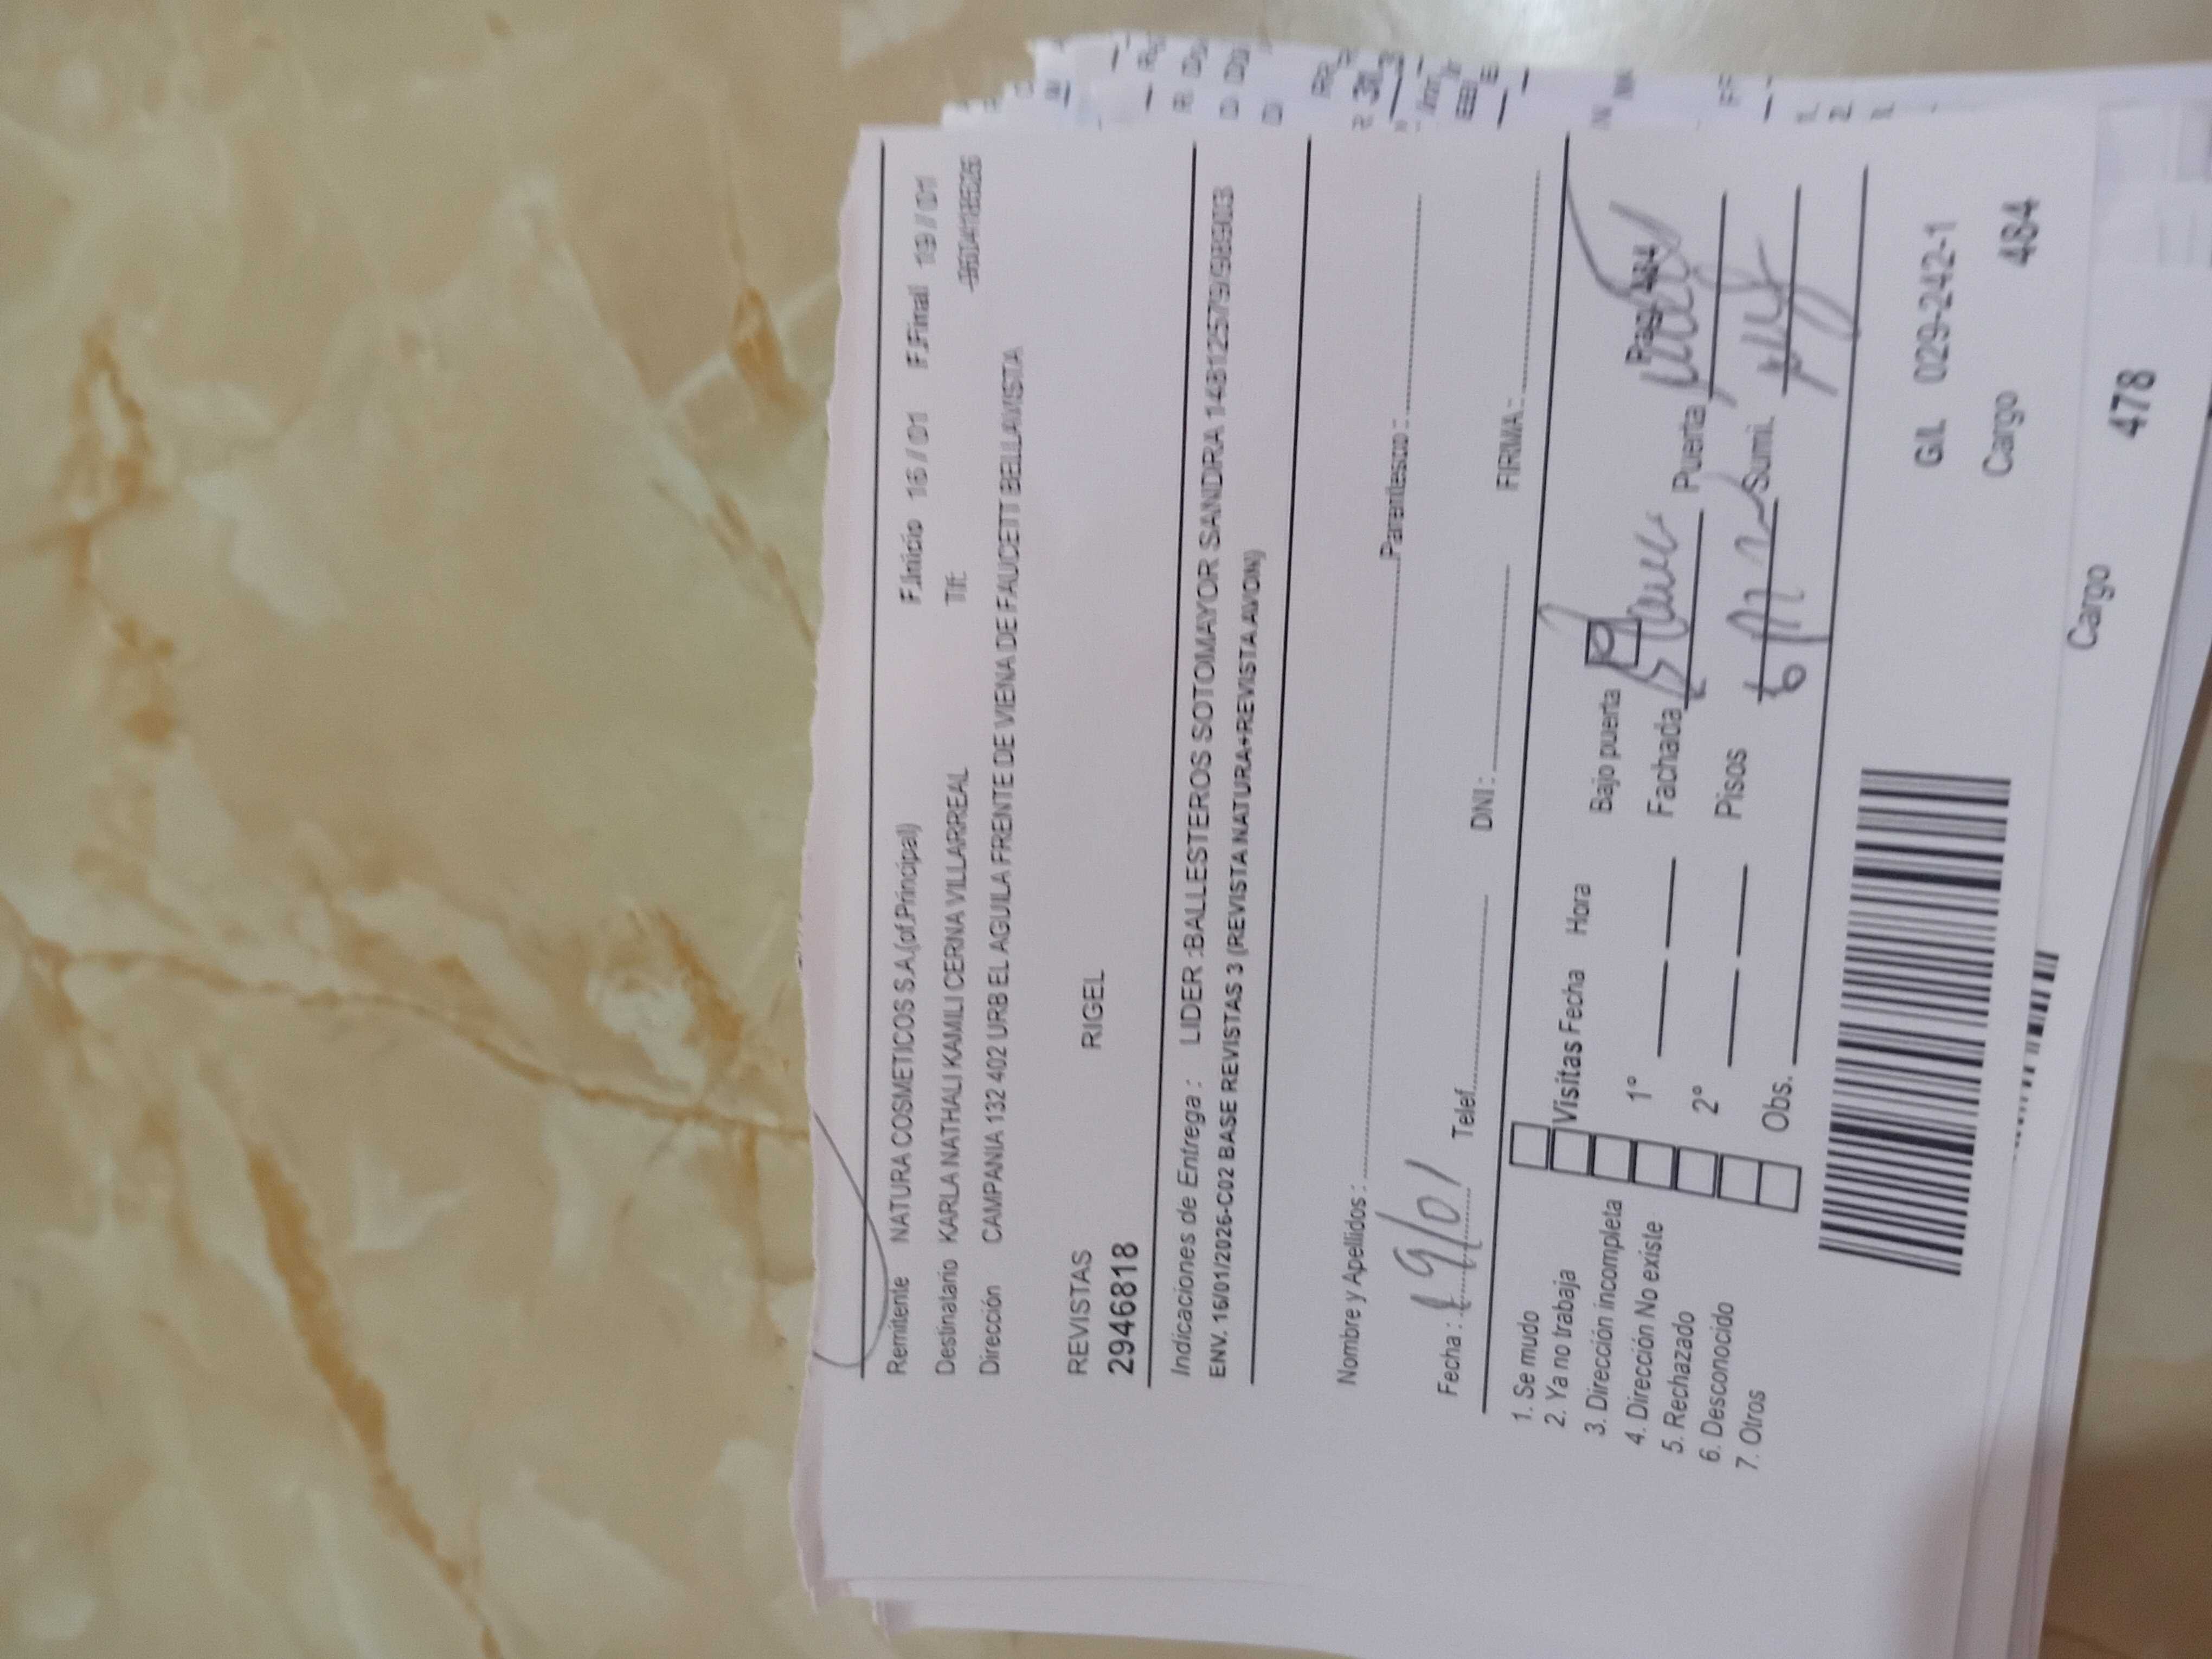 Remitente NATURA COSMETICOS S.A.(of.Principal) F.Inicio 16/01 F.Final 19/01
Destinatario KARLA NATHALI KAMILI CERNA VILLARREAL Tlf:
Dirección CAMPANIA 132 402 URB EL AGUILA FRENTE DE VIENA DE FAUCETT BELLAVISTA
REVISTAS RIGEL
2946818
Indicaciones de Entrega : LIDER :BALLESTEROS SOTOMAYOR SANDRA
ENV. 16/01/2026-C02 BASE REVISTAS 3 (REVISTA NATURA+REVISTA AVON)
Nombre y Apellidos : Parentesco :
Fecha : 19/01 Telef. DNI : FIRMA :
1. Se mudo
2. Ya no trabaja
3. Dirección incompleta
4. Dirección No existe
5. Rechazado
6. Desconocido
7. Otros
Visitas Fecha Hora Bajo puerta Pag: 484
1° Fachada Puerta
2° Pisos Sumi.
Obs.
G/L 029-242-1
Cargo 484
Cargo 478